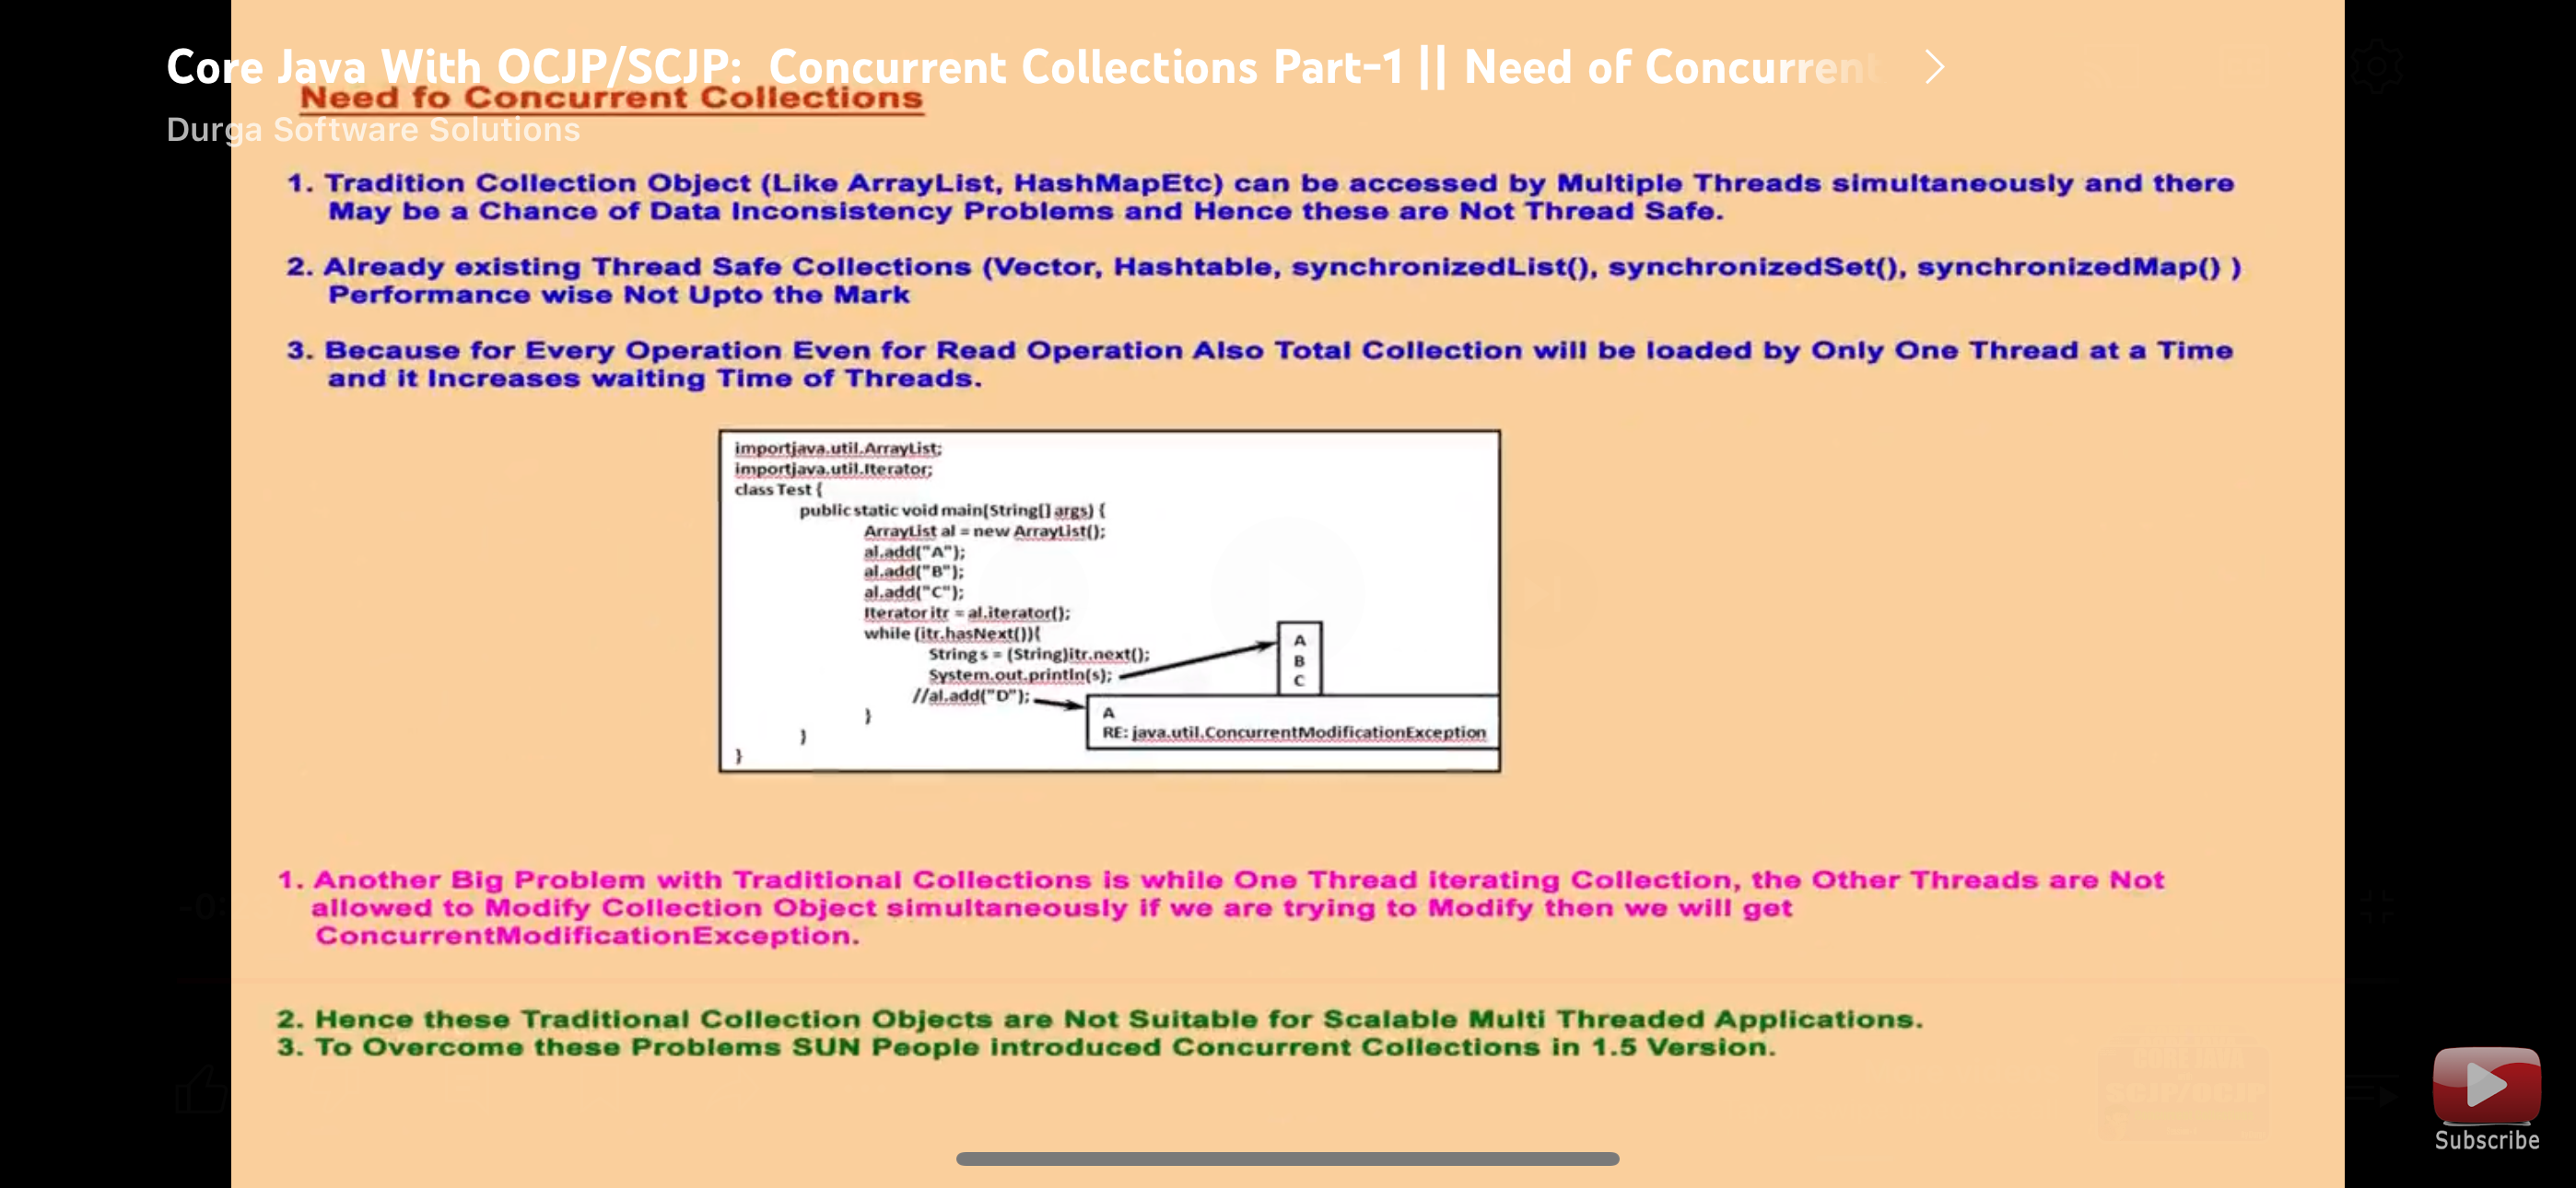 Core Java With OCJP/SCJP: Concurrent Collections Part-1 || Need of Concurrent
Need fo Concurrent Collections
Durga Software Solutions
1. Tradition Collection Object (Like ArrayList, HashMapEtc) can be accessed by Multiple Threads simultaneously and there
May be a Chance of Data Inconsistency Problems and Hence these are Not Thread Safe.
2. Already existing Thread Safe Collections (Vector, Hashtable, synchronizedList(), synchronizedSet(), synchronizedMap() )
Performance wise Not Upto the Mark
3. Because for Every Operation Even for Read Operation Also Total Collection will be loaded by Only One Thread at a Time
and it Increases waiting Time of Threads.
importjava.util.ArrayList;
importjava.util.Iterator;
class Test {
public static void main(String[] args) {
ArrayList al = new ArrayList();
al.add("A");
al.add("B");
al.add("C");
Iterator itr = al.iterator();
while (itr.hasNext()){
String s = (String)itr.next();
System.out.println(s);
//al.add("D");
}
}
}
A
B
C
A
RE: java.util.ConcurrentModificationException
1. Another Big Problem with Traditional Collections is while One Thread iterating Collection, the Other Threads are Not
allowed to Modify Collection Object simultaneously if we are trying to Modify then we will get
ConcurrentModificationException.
2. Hence these Traditional Collection Objects are Not Suitable for Scalable Multi Threaded Applications.
3. To Overcome these Problems SUN People introduced Concurrent Collections in 1.5 Version.
CORE JAVA
SCJP/OCJP
Subscribe